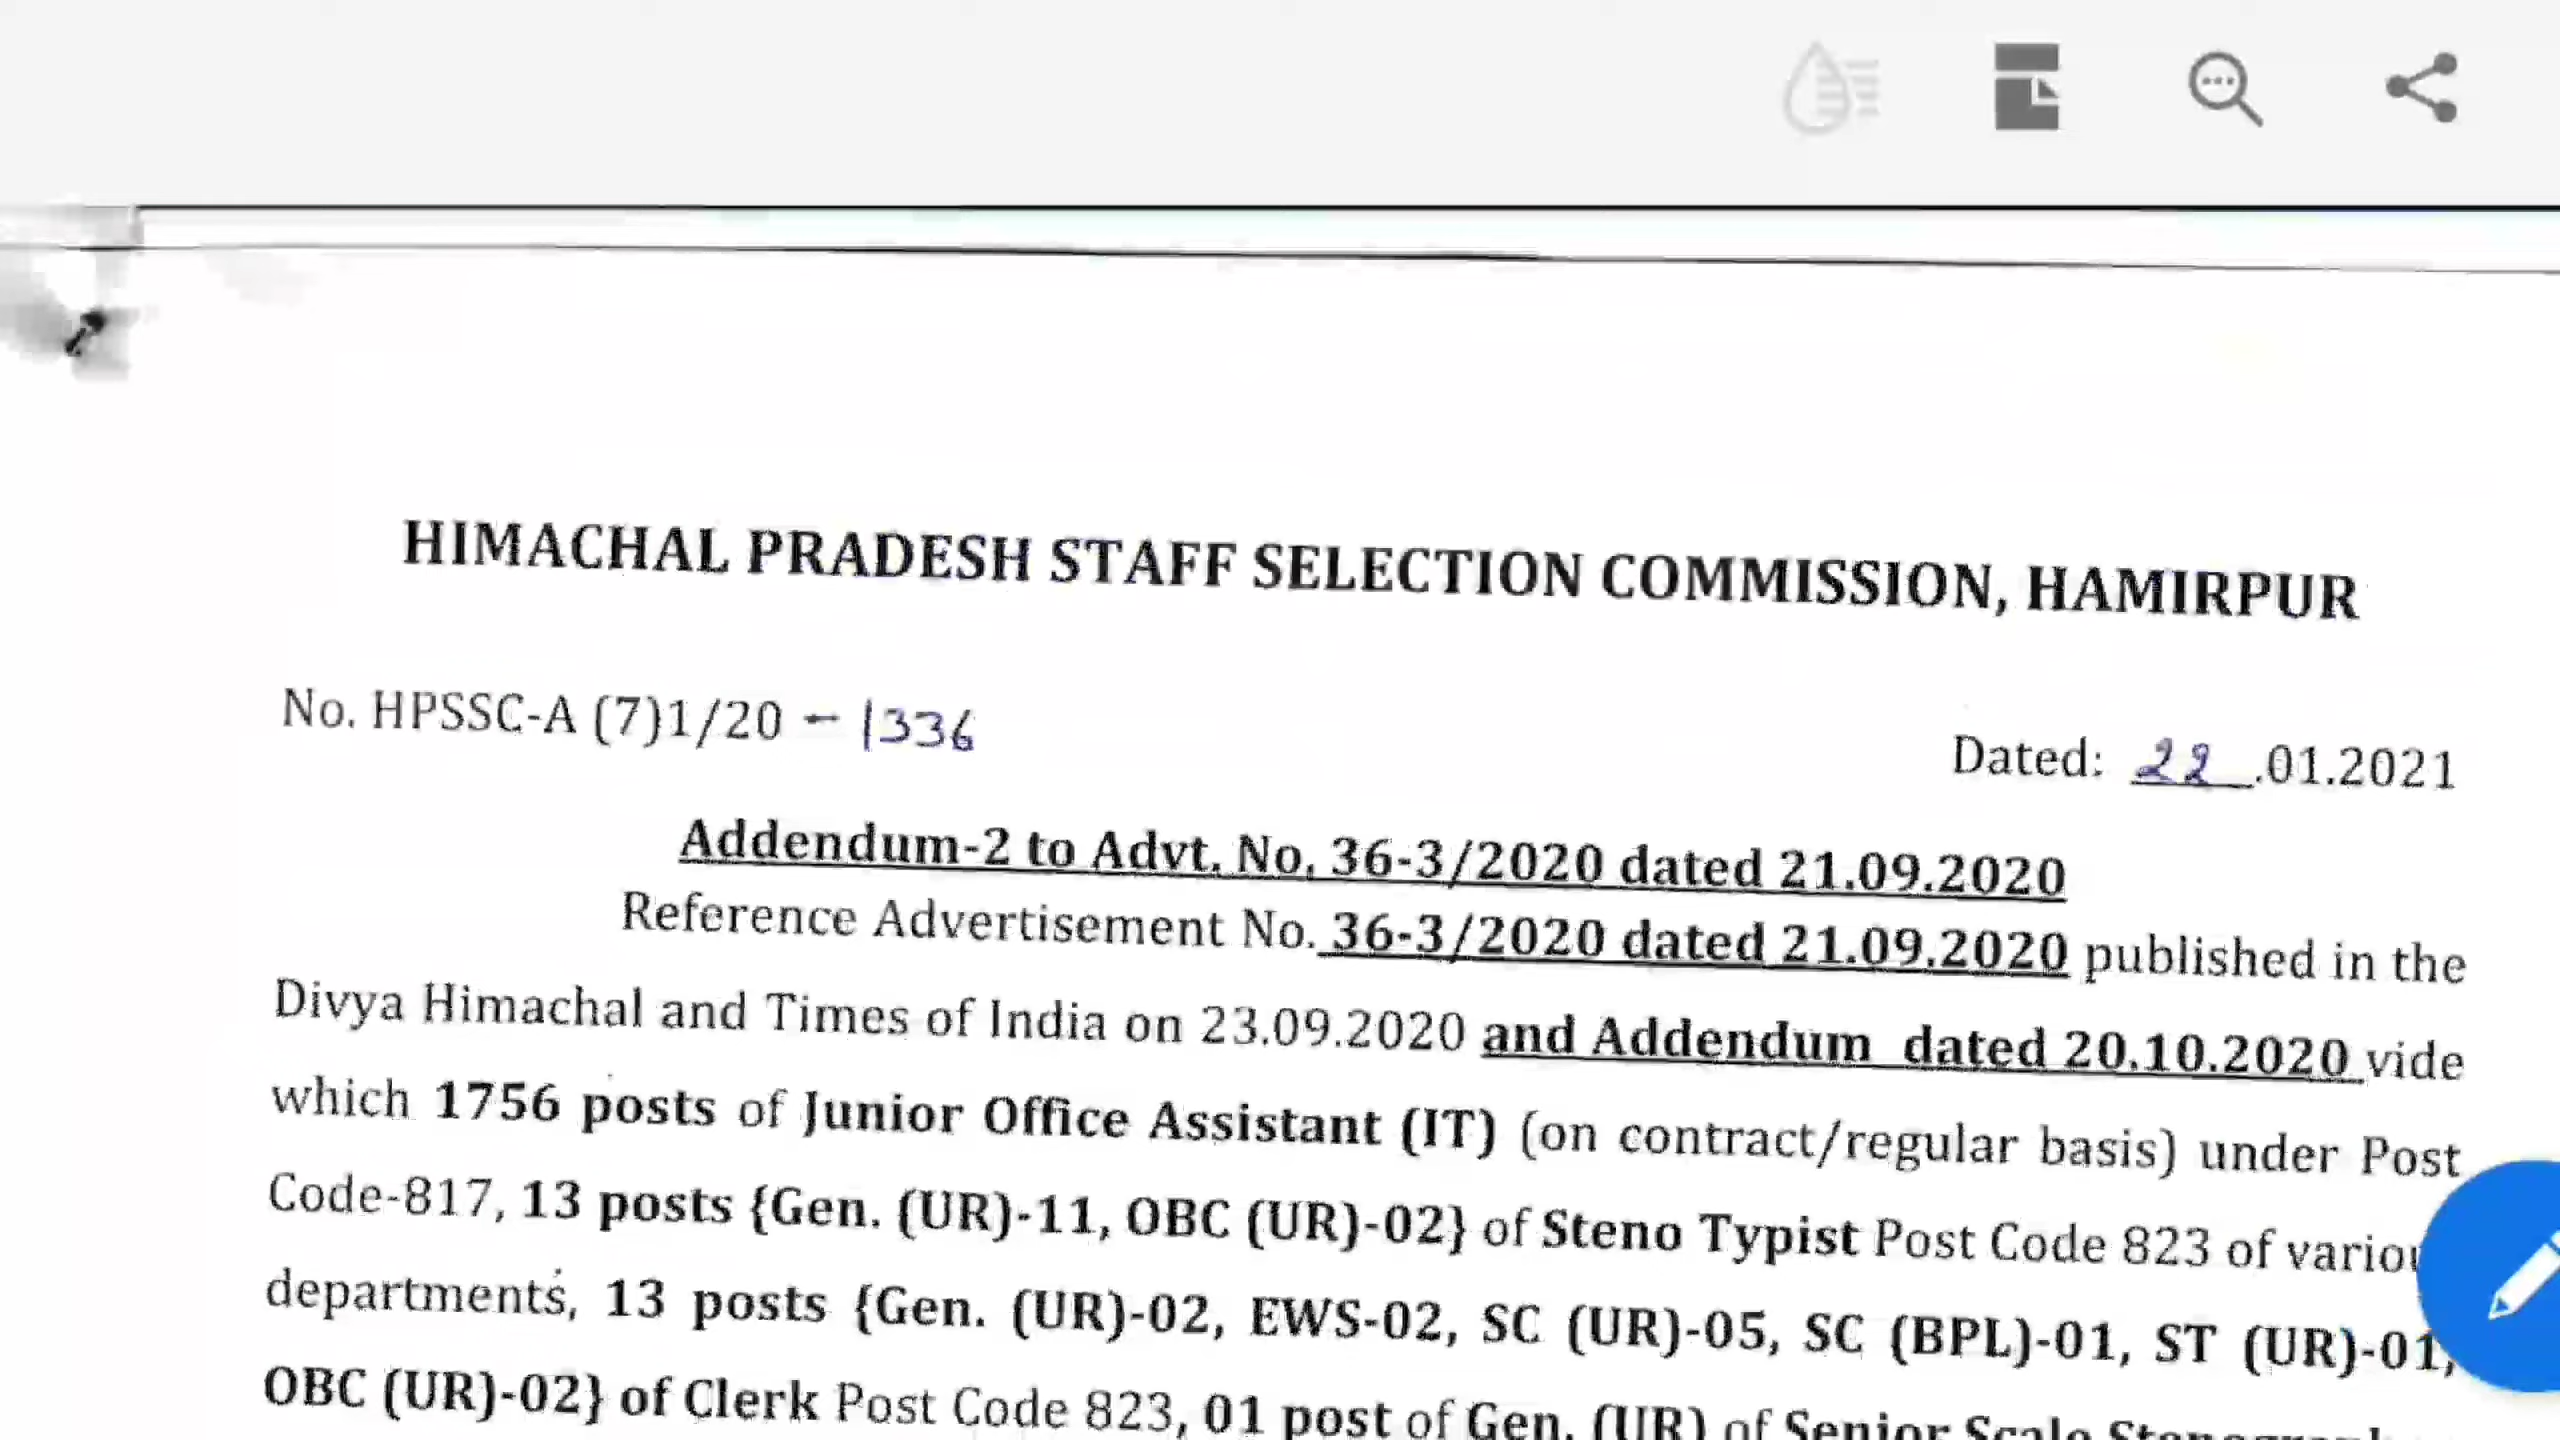 HIMACHAL PRADESH STAFF SELECTION COMMISSION, HAMIRPUR
No. HPSSC-A (7)1/20 – 1336
Dated: 22.01.2021
Addendum-2 to Advt. No. 36-3/2020 dated 21.09.2020
Reference Advertisement No. 36-3/2020 dated 21.09.2020 published in the
Divya Himachal and Times of India on 23.09.2020 and Addendum dated 20.10.2020 vide
which 1756 posts of Junior Office Assistant (IT) (on contract/regular basis) under Post
Code-817, 13 posts {Gen. (UR)-11, OBC (UR)-02} of Steno Typist Post Code 823 of
departments, 13 posts {Gen. (UR)-02, EWS-02, SC (UR)-05, SC (BPL)-01, ST (UR)-01,
OBC (UR)-02} of Clerk Post Code 823, 01 post of Gen. (UR) of Senior Scale